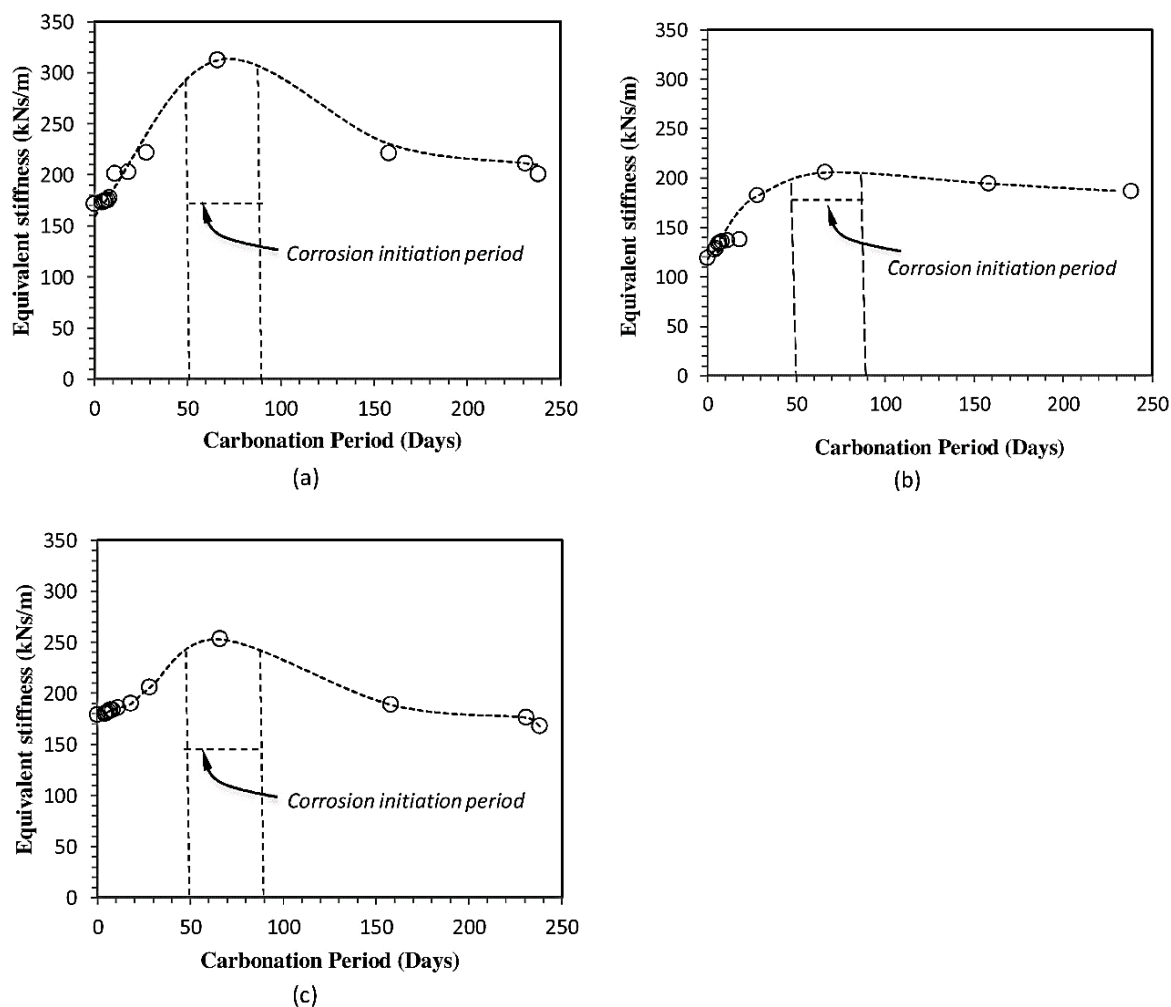 350
300
250
200
150
100
50
0
Equivalent stiffness (kNs/m)
Corrosion initiation period
0 50 100 150 200 250
Carbonation Period (Days)
(a)
350
300
250
200
150
100
50
0
Equivalent stiffness (kNs/m)
Corrosion initiation period
0 50 100 150 200 250
Carbonation Period (Days)
(b)
350
300
250
200
150
100
50
0
Equivalent stiffness (kNs/m)
Corrosion initiation period
0 50 100 150 200 250
Carbonation Period (Days)
(c)